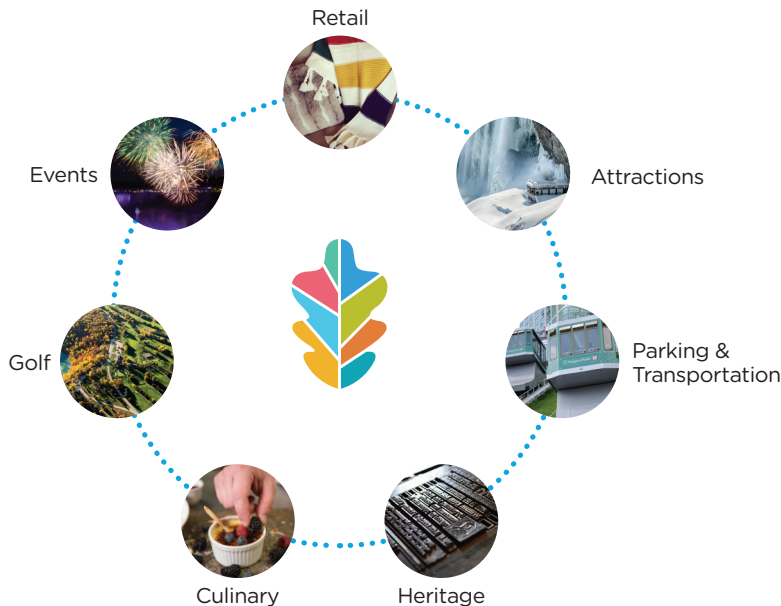 Retail
Attractions
Parking &
Transportation
Heritage
Culinary
Golf
Events